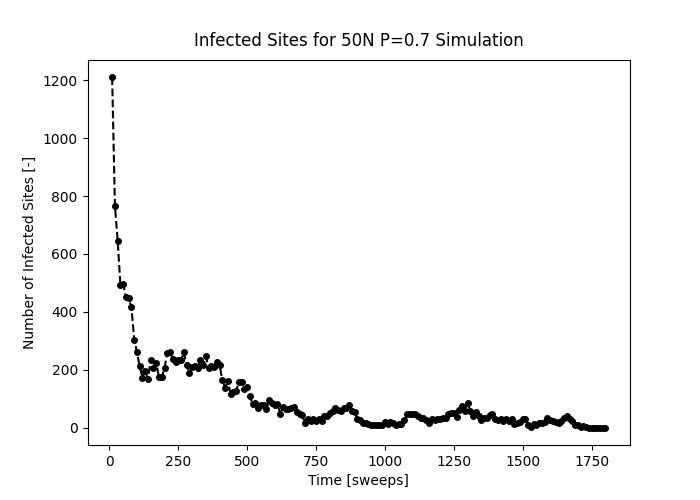 Infected Sites for 50N P=0.7 Simulation
Number of Infected Sites [-]
1200
1000
800
600
400
200
0
0 250 500 750 1000 1250 1500 1750
Time [sweeps]